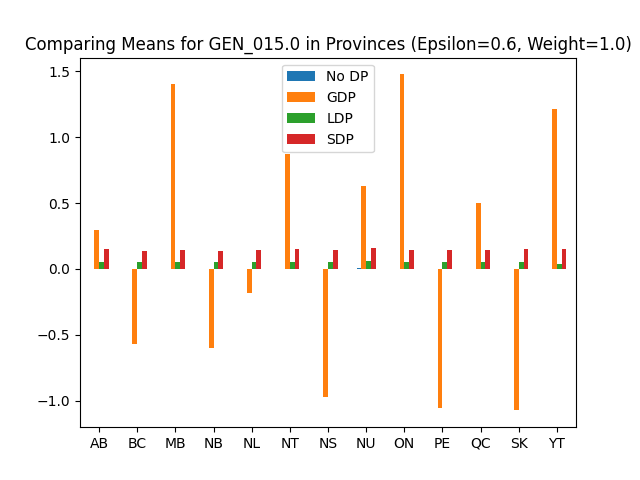 Comparing Means for GEN_015.0 in Provinces (Epsilon=0.6, Weight=1.0)
1.5
1.0
0.5
0.0
−0.5
−1.0
No DP
GDP
LDP
SDP
AB BC MB NB NL NT NS NU ON PE QC SK YT